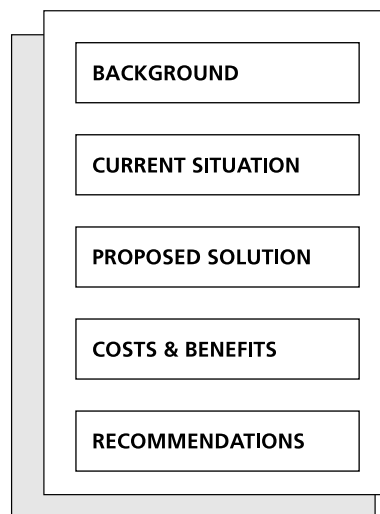 BACKGROUND
CURRENT SITUATION
PROPOSED SOLUTION
COSTS & BENEFITS
RECOMMENDATIONS